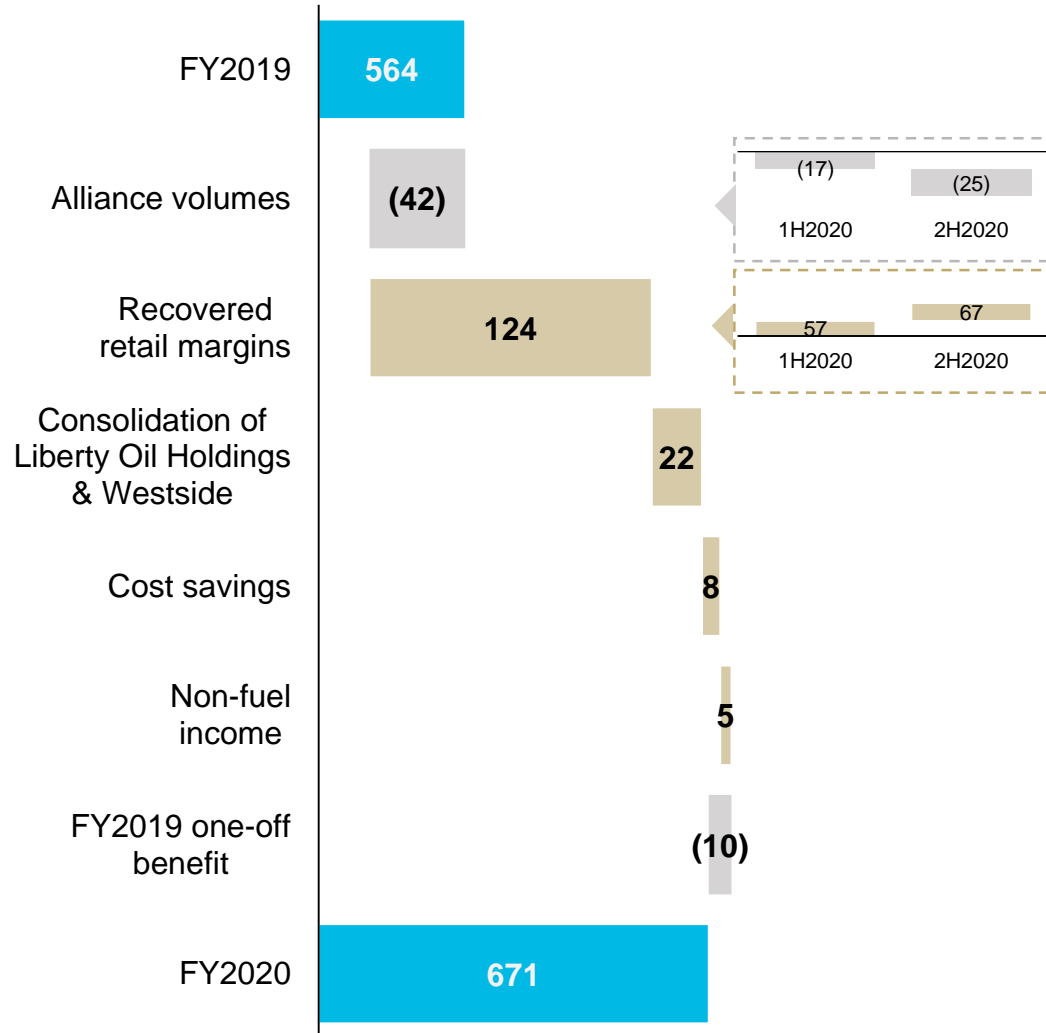 FY2019
564
Alliance volumes
(42)
(17)
(25)
1H2020
2H2020
Recovered
retail margins
124
57
67
1H2020
2H2020
Consolidation of
Liberty Oil Holdings
& Westside
22
Cost savings
8
Non-fuel
income
5
FY2019 one-off
benefit
(10)
FY2020
671